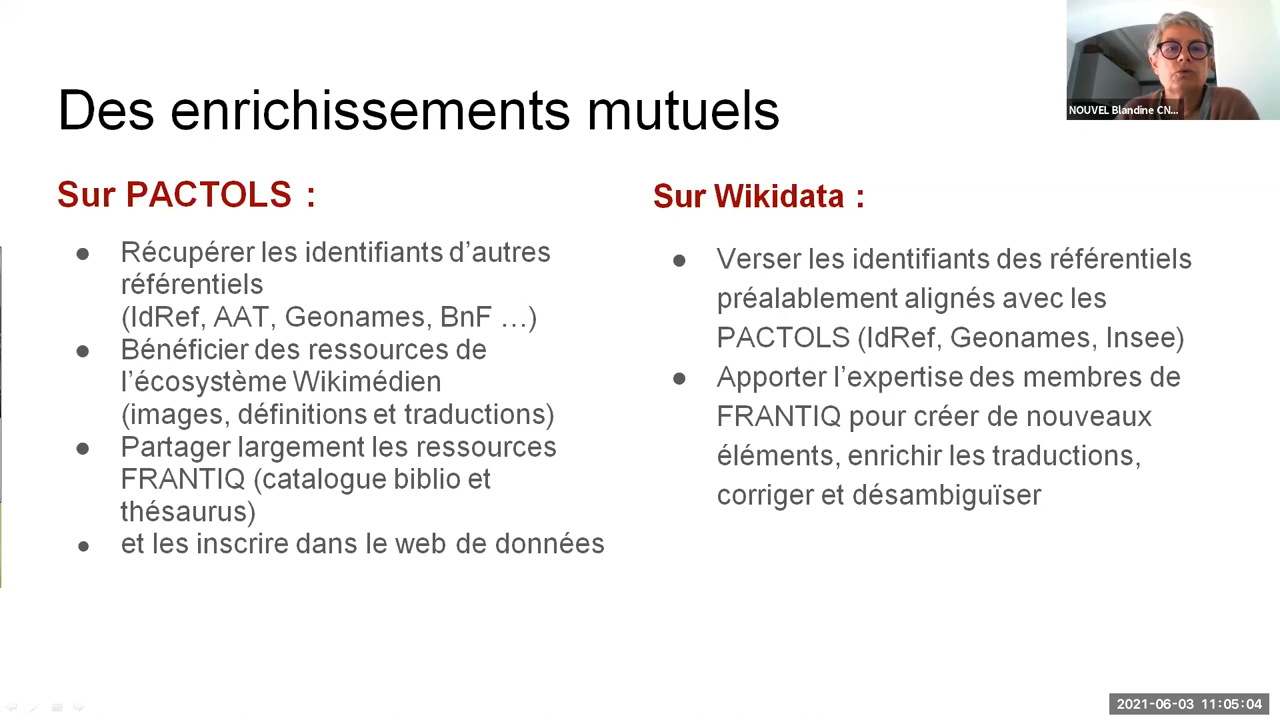 Des enrichissements mutuels
NOUVEL Blandine CN...
Sur PACTOLS :
● Récupérer les identifiants d’autres
référentiels
(IdRef, AAT, Geonames, BnF …)
● Bénéficier des ressources de
l’écosystème Wikimédien
(images, définitions et traductions)
● Partager largement les ressources
FRANTIQ (catalogue biblio et
thésaurus)
● et les inscrire dans le web de données
Sur Wikidata :
● Verser les identifiants des référentiels
préalablement alignés avec les
PACTOLS (IdRef, Geonames, Insee)
● Apporter l’expertise des membres de
FRANTIQ pour créer de nouveaux
éléments, enrichir les traductions,
corriger et désambiguïser
2021-06-03 11:05:04